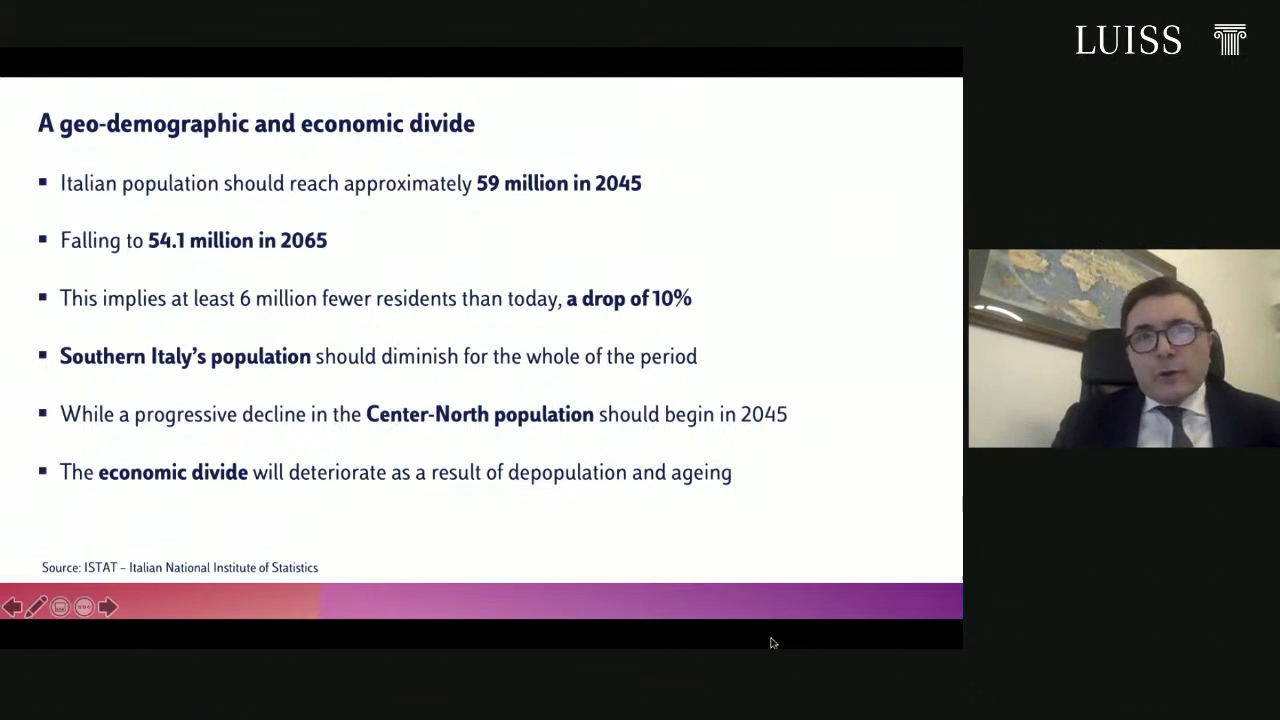 LUISS
A geo-demographic and economic divide
Italian population should reach approximately 59 million in 2045
Falling to 54.1 million in 2065
This implies at least 6 million fewer residents than today, a drop of 10%
Southern Italy’s population should diminish for the whole of the period
While a progressive decline in the Center-North population should begin in 2045
The economic divide will deteriorate as a result of depopulation and ageing
Source: ISTAT – Italian National Institute of Statistics